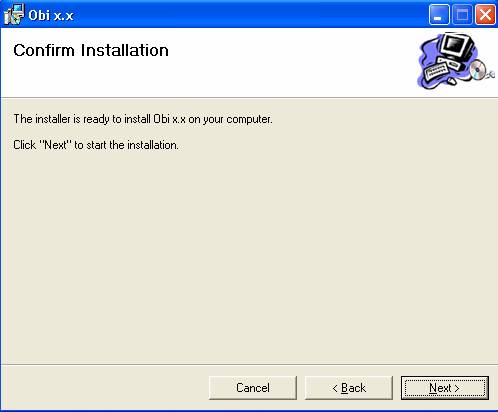 Obi x.x
Confirm Installation
The installer is ready to install Obi x.x on your computer.
Click "Next" to start the installation.
Cancel
< Back
Next >